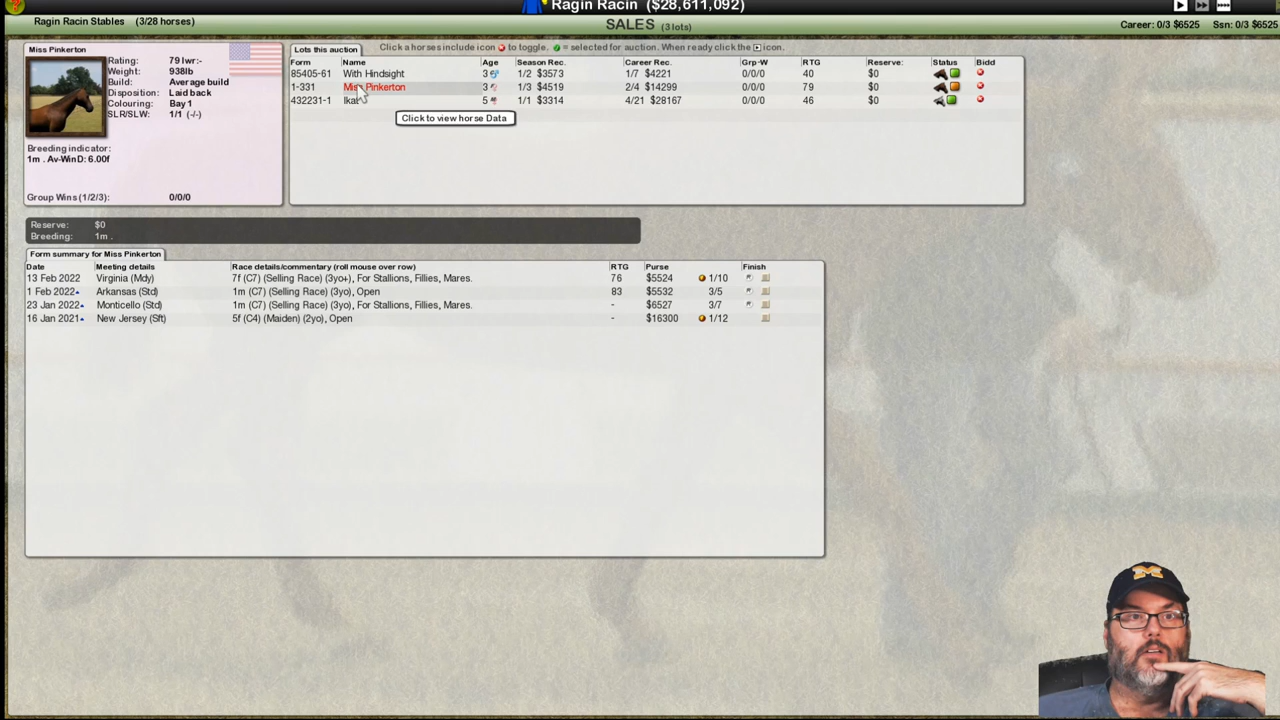 Ragin Racin ($28,611,092)
Ragin Racin Stables (3/28 horses)
SALES (3 lots)
Career: 0/3 $6525 Ssn: 0/3 $6525
Miss Pinkerton
Rating: 79 lwr:-
Weight: 938lb
Build: Average build
Disposition: Laid back
Colouring: Bay 1
SLR/SLW: 1/1 (-/-)
Breeding indicator:
1m . Av-WinD: 6.00f
Group Wins (1/2/3): 0/0/0
Lots this auction
Click a horses include icon to toggle. = selected for auction. When ready click the icon.
Form Name Age Season Rec. Career Rec. Grp-W RTG Reserve: Status Bidd
85405-61 With Hindsight 3 1/2 $3573 1/7 $4221 0/0/0 40 $0
1-331 Miss Pinkerton 3 1/3 $4519 2/4 $14299 0/0/0 79 $0
432231-1 5 1/1 $3314 4/21 $28167 0/0/0 46 $0
Click to view horse Data
Reserve: $0
Breeding: 1m .
Form summary for Miss Pinkerton
Date Meeting details Race details/commentary (roll mouse over row) RTG Purse Finish
13 Feb 2022 Virginia (Mdy) 7f (C7) (Selling Race) (3yo+), For Stallions, Fillies, Mares. 76 $5524 1/10
1 Feb 2022 Arkansas (Std) 1m (C7) (Selling Race) (3yo), Open 83 $5532 3/5
23 Jan 2022 Monticello (Std) 1m (C7) (Selling Race) (3yo), For Stallions, Fillies, Mares. - $6527 3/7
16 Jan 2021 New Jersey (Sft) 5f (C4) (Maiden) (2yo), Open - $16300 1/12
M